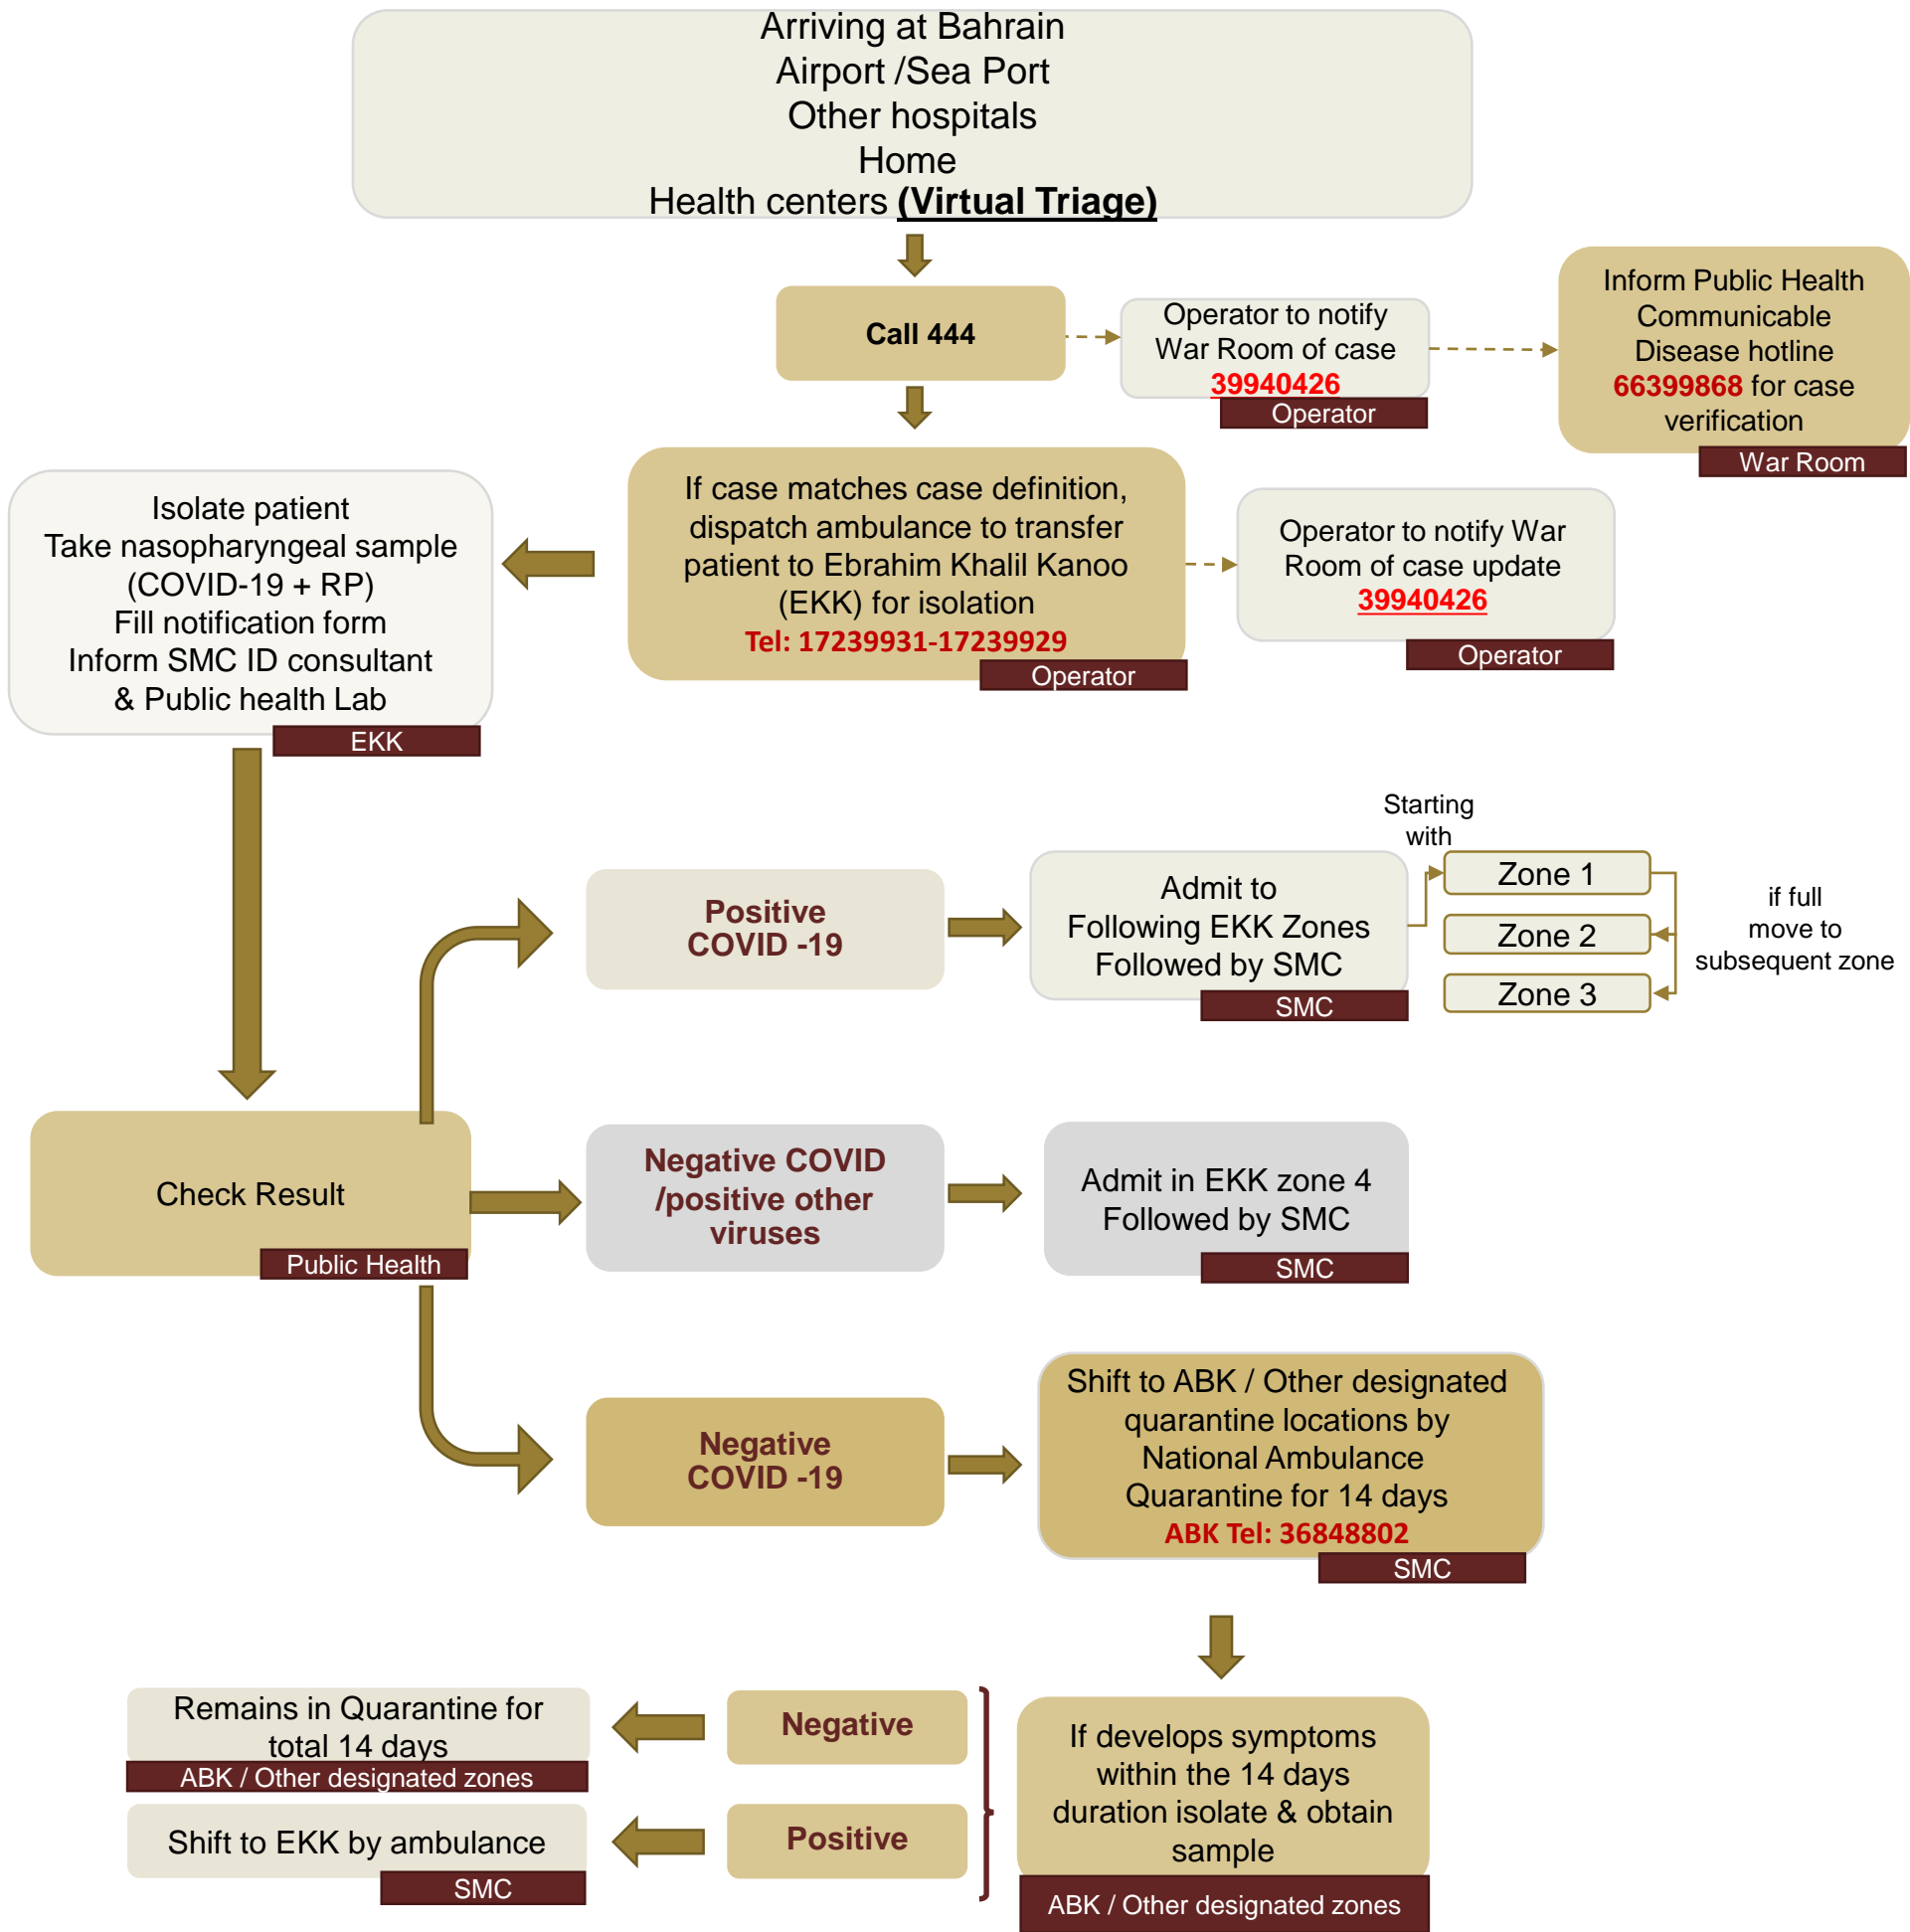 Arriving at Bahrain
Airport /Sea Port
Other hospitals
Home
Health centers (Virtual Triage)
Call 444
Operator to notify
War Room of case
39940426
Operator
Inform Public Health
Communicable
Disease hotline
66399868 for case
verification
War Room
If case matches case definition,
dispatch ambulance to transfer
patient to Ebrahim Khalil Kanoo
(EKK) for isolation
Tel: 17239931-17239929
Operator
Operator to notify War
Room of case update
39940426
Operator
Isolate patient
Take nasopharyngeal sample
(COVID-19 + RP)
Fill notification form
Inform SMC ID consultant
& Public health Lab
EKK
Check Result
Public Health
Positive
COVID -19
Admit to
Following EKK Zones
Followed by SMC
SMC
Starting
with
Zone 1
Zone 2
Zone 3
if full
move to
subsequent zone
Negative COVID
/positive other
viruses
Admit in EKK zone 4
Followed by SMC
SMC
Negative
COVID -19
Shift to ABK / Other designated
quarantine locations by
National Ambulance
Quarantine for 14 days
ABK Tel: 36848802
SMC
If develops symptoms
within the 14 days
duration isolate & obtain
sample
ABK / Other designated zones
Negative
Remains in Quarantine for
total 14 days
ABK / Other designated zones
Positive
Shift to EKK by ambulance
SMC